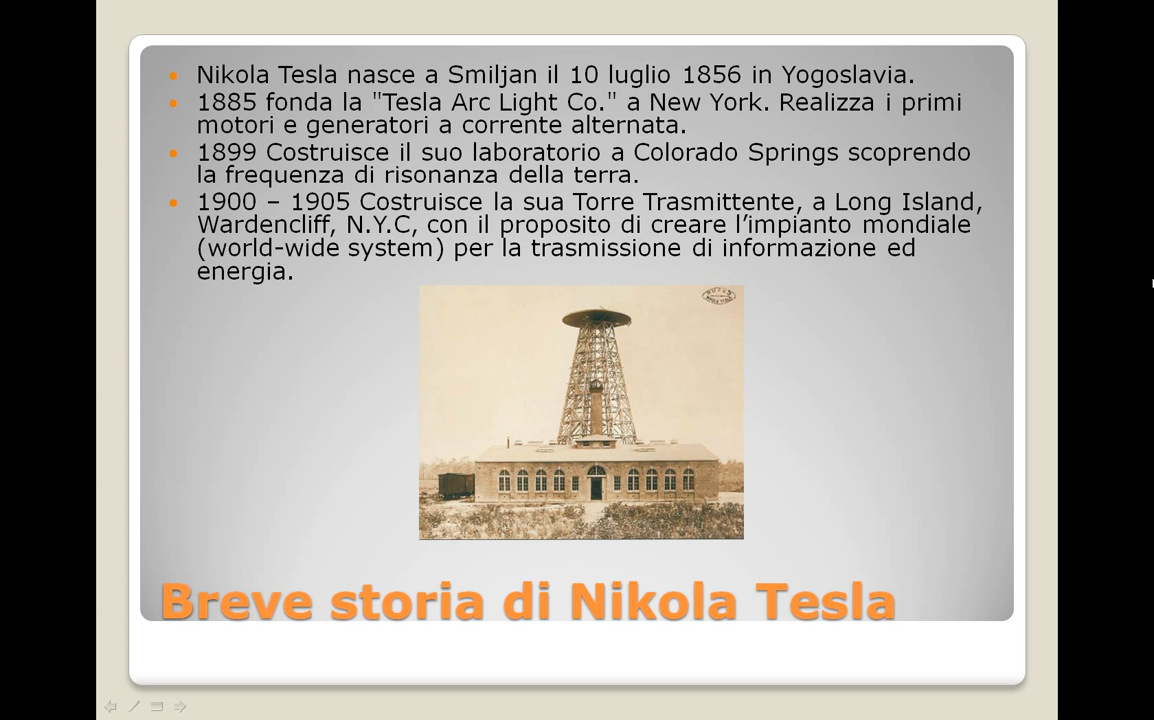 Nikola Tesla nasce a Smiljan il 10 luglio 1856 in Yogoslavia.
1885 fonda la "Tesla Arc Light Co." a New York. Realizza i primi
motori e generatori a corrente alternata.
1899 Costruisce il suo laboratorio a Colorado Springs scoprendo
la frequenza di risonanza della terra.
1900 – 1905 Costruisce la sua Torre Trasmittente, a Long Island,
Wardencliff, N.Y.C, con il proposito di creare l’impianto mondiale
(world-wide system) per la trasmissione di informazione ed
energia.
Breve storia di Nikola Tesla